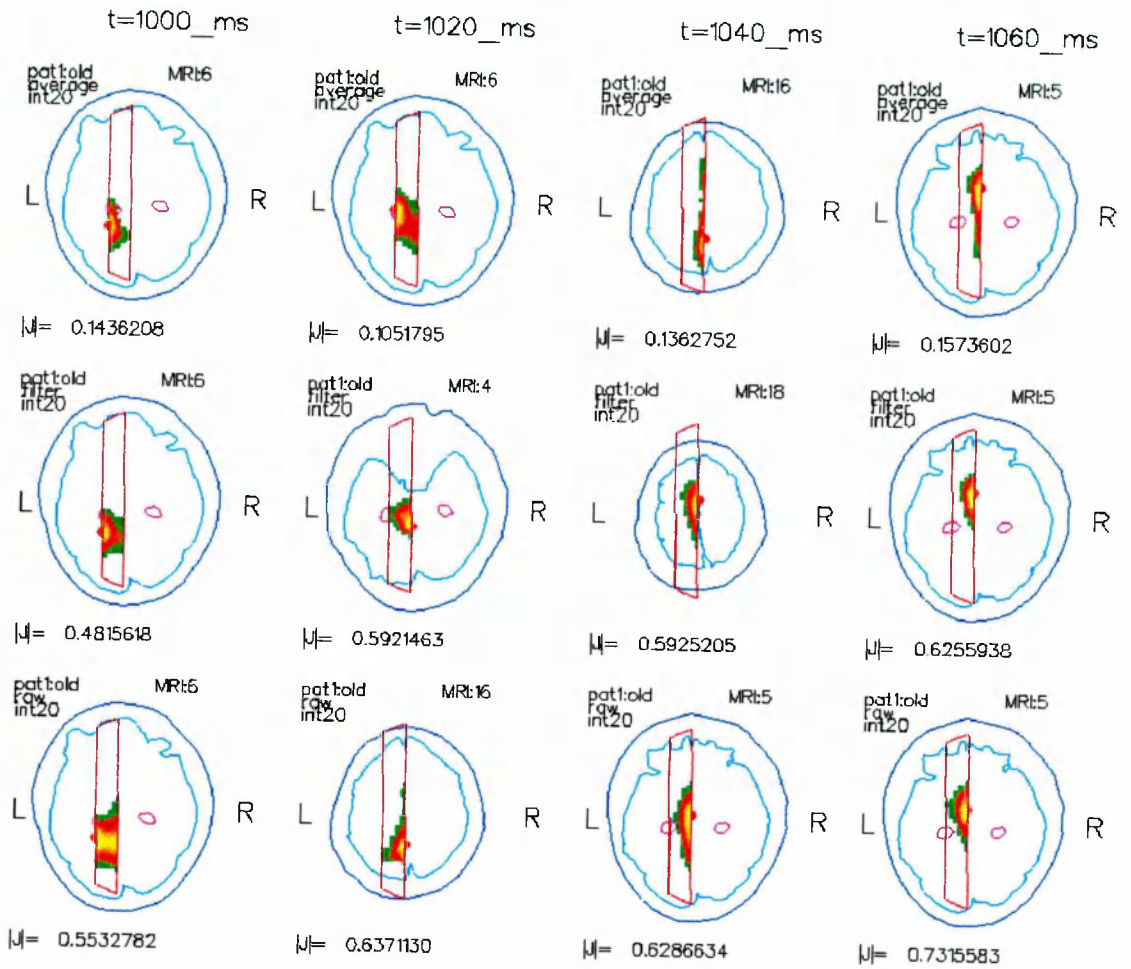 t=1000__ms
t=1020__ms
t=1040__ms
t=1060__ms
pat1:old
average
int20
MRI:6
L
R
|J|= 0.1436208
pat1:old
average
int20
MRI:6
R
|J|= 0.1051795
pat1:old
average
int20
MRI:16
L
R
|J|= 0.1362752
pat1:old
average
int20
MRI:5
L
R
|J|= 0.1573602
pat1:old
filter
int20
MRI:6
L
R
|J|= 0.4815618
pat1:old
filter
int20
MRI:4
L
R
|J|= 0.5921463
pat1:old
filter
int20
MRI:18
L
R
|J|= 0.5925205
pat1:old
filter
int20
MRI:5
L
R
|J|= 0.6255938
pat1:old
raw
int20
MRI:6
L
R
|J|= 0.5532782
pat1:old
raw
int20
MRI:16
L
R
|J|= 0.6371130
pat1:old
raw
int20
MRI:5
L
R
|J|= 0.6286634
pat1:old
raw
int20
MRI:5
L
R
|J|= 0.7315583